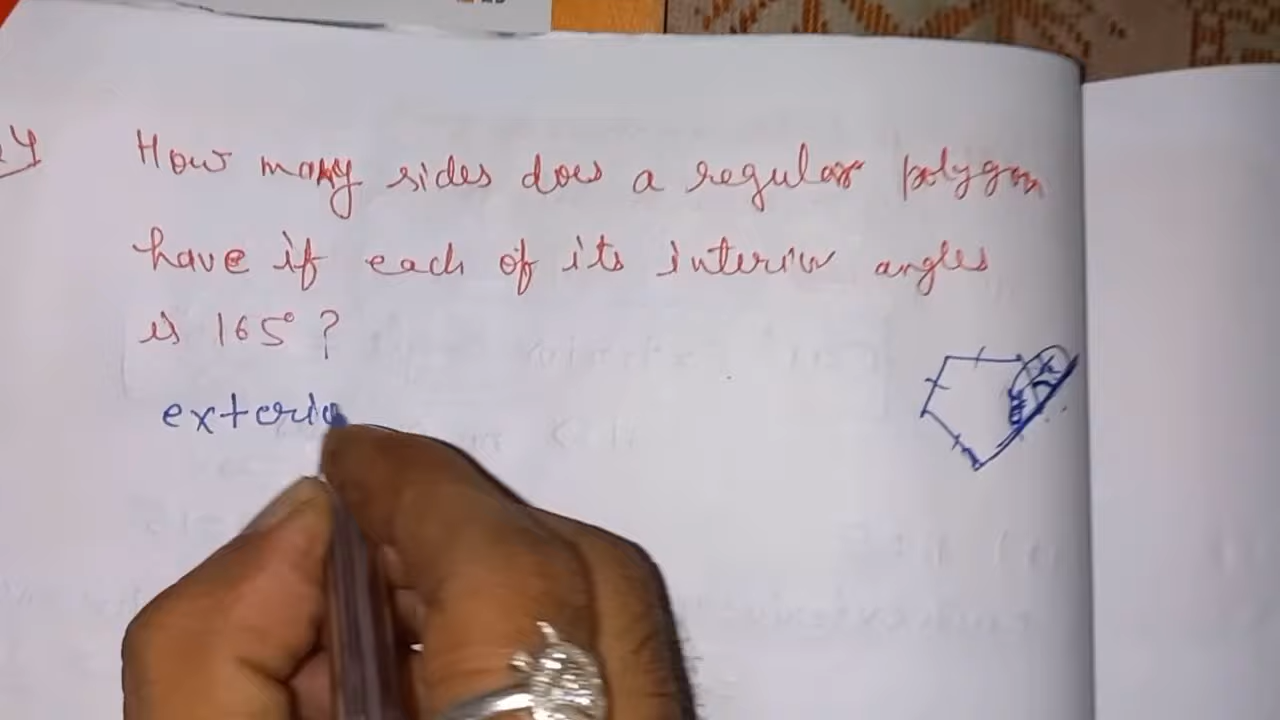 How many sides does a regular polygon
have if each of its interior angles
is 165° ?
exterio